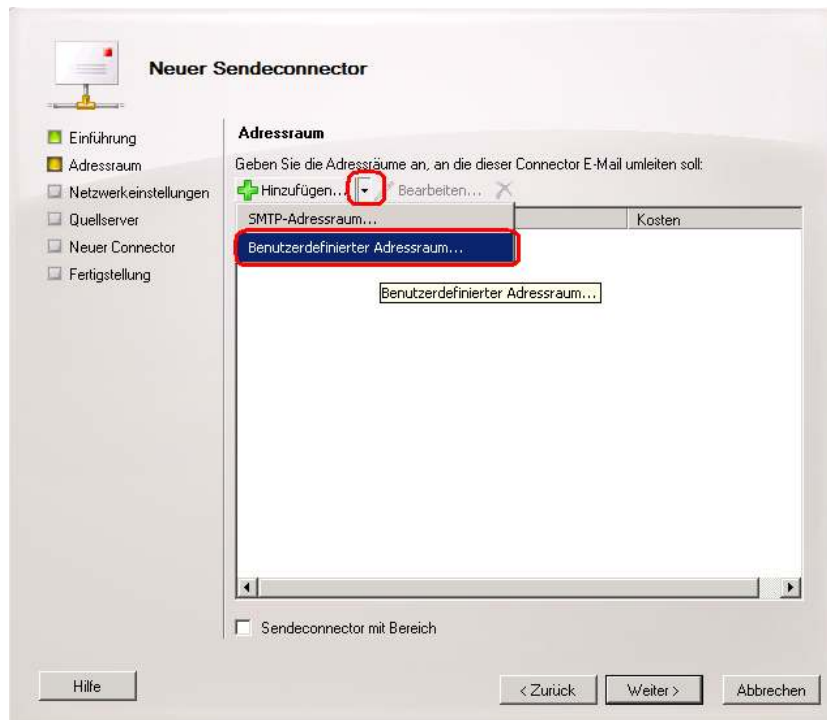 Neuer Sendeconnector
Einführung
Adressraum
Netzwerkeinstellungen
Quellserver
Neuer Connector
Fertigstellung
Adressraum
Geben Sie die Adressräume an, an die dieser Connector E-Mail umleiten soll:
Hinzufügen... Bearbeiten...
SMTP-Adressraum... Kosten
Benutzerdefinierter Adressraum...
Benutzerdefinierter Adressraum...
Sendeconnector mit Bereich
Hilfe < Zurück Weiter > Abbrechen